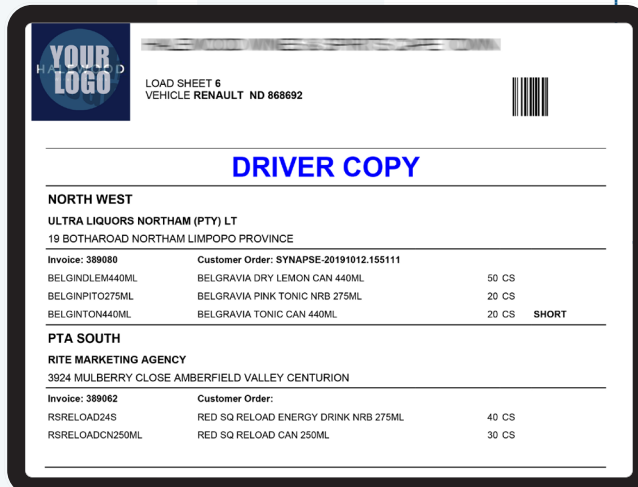 YOUR
HALEWOOD
LOGO
LOAD SHEET 6
VEHICLE RENAULT ND 868692
DRIVER COPY
NORTH WEST
ULTRA LIQUORS NORTHAM (PTY) LT
19 BOTHAROAD NORTHAM LIMPOPO PROVINCE
Invoice: 389080 Customer Order: SYNAPSE-20191012.155111
BELGINDLEM440ML BELGRAVIA DRY LEMON CAN 440ML 50 CS
BELGINPITO275ML BELGRAVIA PINK TONIC NRB 275ML 20 CS
BELGINTON440ML BELGRAVIA TONIC CAN 440ML 20 CS SHORT
PTA SOUTH
RITE MARKETING AGENCY
3924 MULBERRY CLOSE AMBERFIELD VALLEY CENTURION
Invoice: 389062 Customer Order:
RSRELOAD24S RED SQ RELOAD ENERGY DRINK NRB 275ML 40 CS
RSRELOADCN250ML RED SQ RELOAD CAN 250ML 30 CS